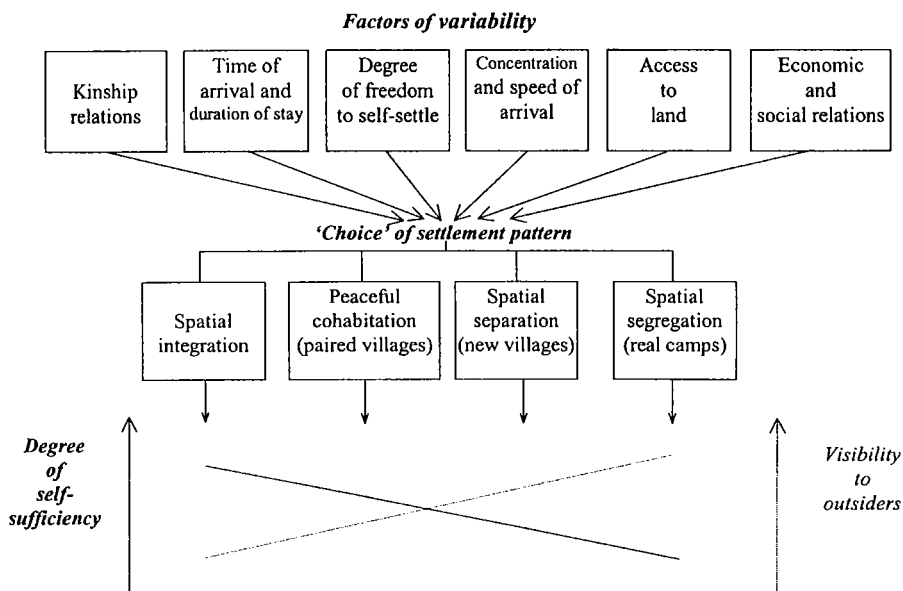 Factors of variability
Kinship
relations
Time of
arrival and
duration of stay
Degree
of freedom
to self-settle
Concentration
and speed of
arrival
Access
to
land
Economic
and
social relations
‘Choice’ of settlement pattern
Spatial
integration
Peaceful
cohabitation
(paired villages)
Spatial
separation
(new villages)
Spatial
segregation
(real camps)
Degree
of
self-
sufficiency
Visibility
to
outsiders